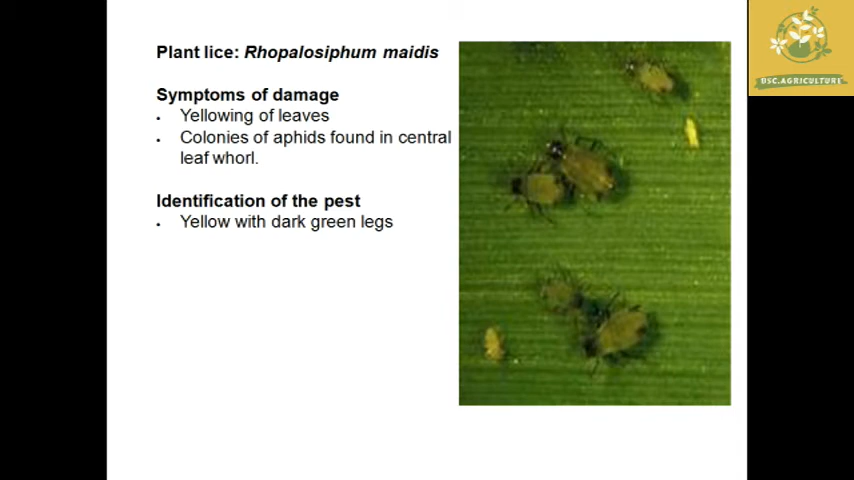 Plant lice: Rhopalosiphum maidis
Symptoms of damage
• Yellowing of leaves
• Colonies of aphids found in central
leaf whorl.
Identification of the pest
• Yellow with dark green legs
BSC.AGRICULTURE